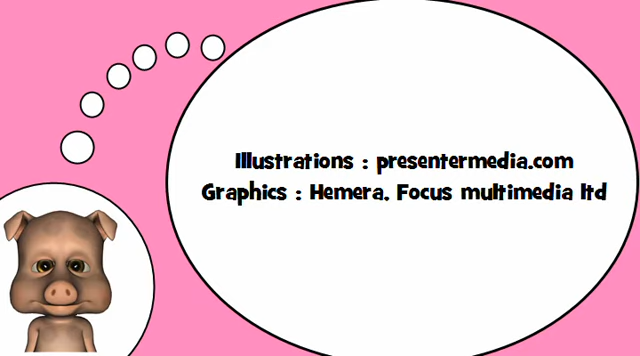 Illustrations : presentermedia.com
Graphics : Hemera. Focus multimedia ltd